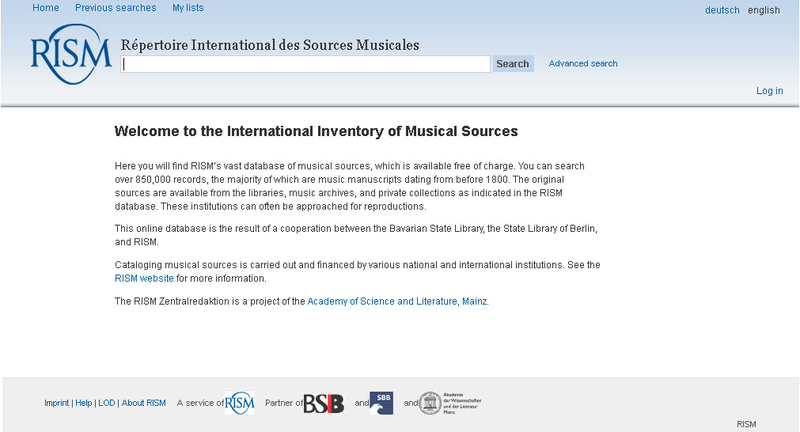 Home Previous searches My lists
deutsch english
RISM
Répertoire International des Sources Musicales
Search Advanced search
Log in
Welcome to the International Inventory of Musical Sources
Here you will find RISM's vast database of musical sources, which is available free of charge. You can search
over 850,000 records, the majority of which are music manuscripts dating from before 1800. The original
sources are available from the libraries, music archives, and private collections as indicated in the RISM
database. These institutions can often be approached for reproductions.
This online database is the result of a cooperation between the Bavarian State Library, the State Library of Berlin,
and RISM.
Cataloging musical sources is carried out and financed by various national and international institutions. See the
RISM website for more information.
The RISM Zentralredaktion is a project of the Academy of Science and Literature, Mainz.
Imprint | Help | LOD | About RISM A service of RISM Partner of BSB and SBB and
Akademie
der Wissenschaften
und der Literatur
Mainz
RISM